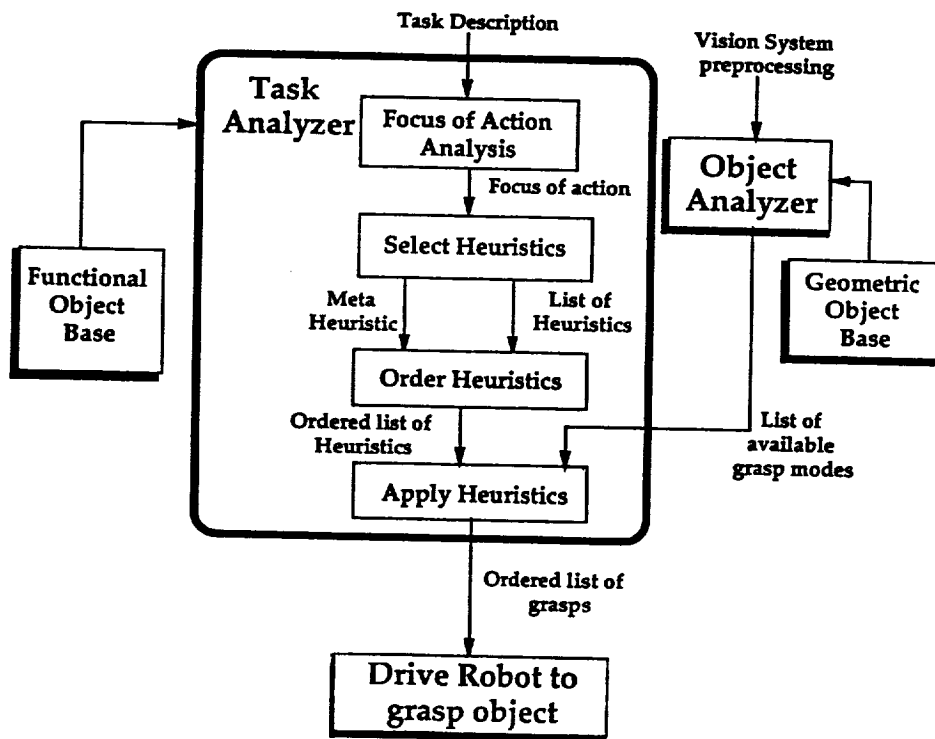 Task Description
Vision System
preprocessing
Task
Analyzer
Focus of Action
Analysis
Object
Analyzer
Focus of action
Select Heuristics
Functional
Object
Base
Geometric
Object
Base
Meta
Heuristic
List of
Heuristics
Order Heuristics
Ordered list of
Heuristics
List of
available
grasp modes
Apply Heuristics
Ordered list of
grasps
Drive Robot to
grasp object